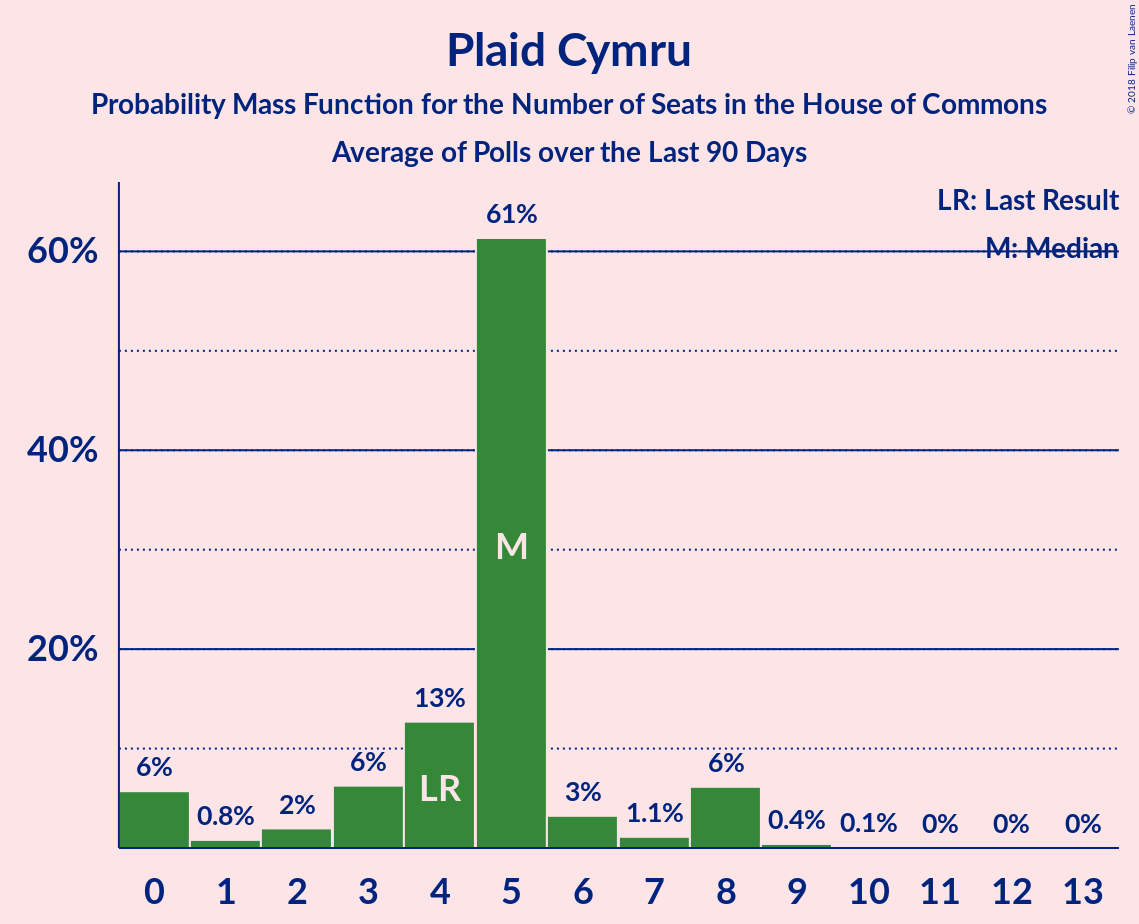 Plaid Cymru
Probability Mass Function for the Number of Seats in the House of Commons
Average of Polls over the Last 90 Days
© 2018 Filip van Laenen
LR: Last Result
M: Median
60%
40%
20%
6%
0.8%
2%
6%
13%
61%
3%
1.1%
6%
0.4%
0.1%
0%
0%
0%
LR
M
0 1 2 3 4 5 6 7 8 9 10 11 12 13